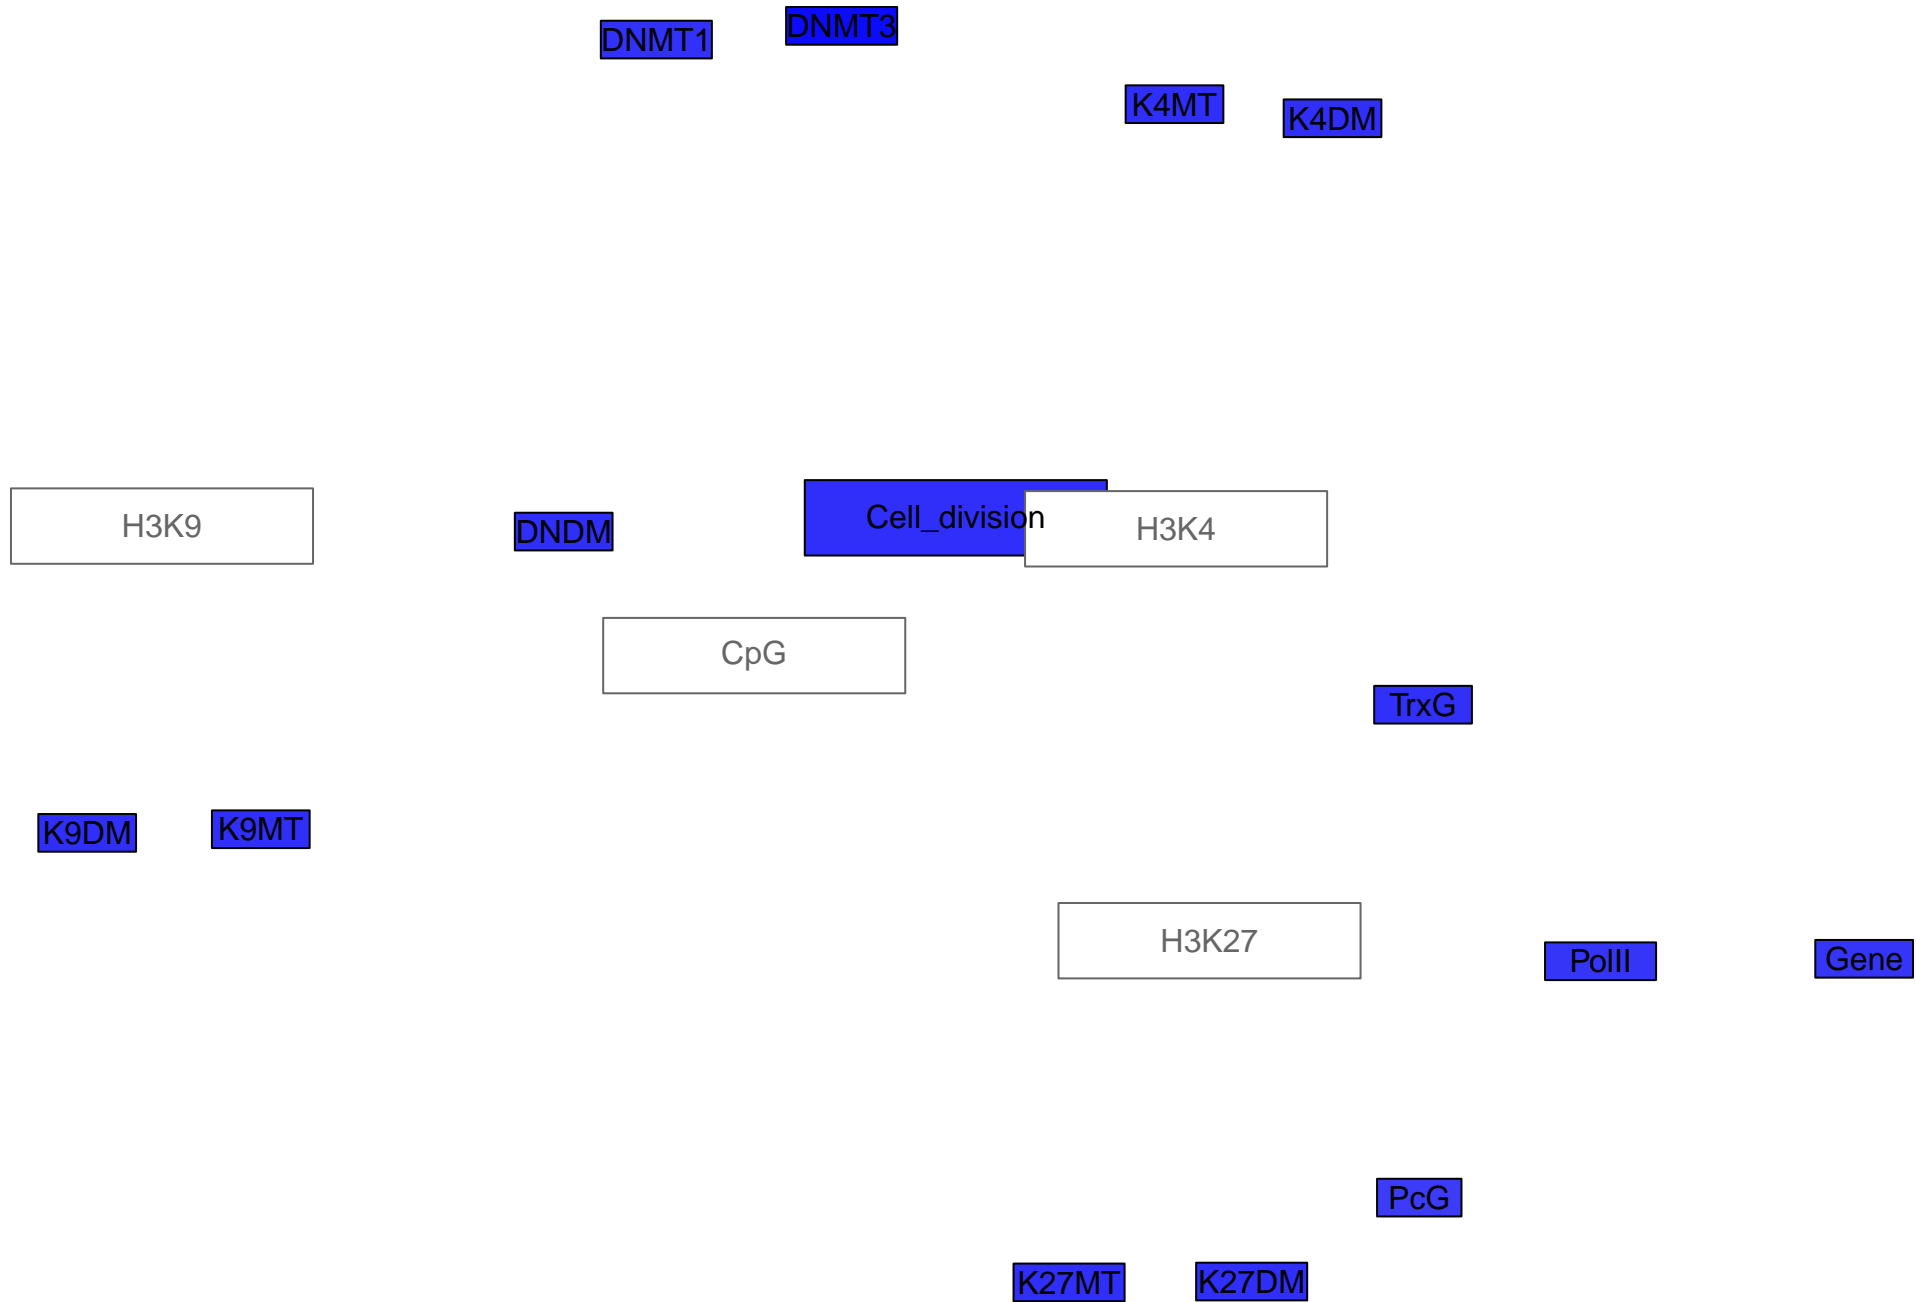 DNMT1
DNMT3
K4MT
K4DM
H3K9
DNDM
Cell_division
H3K4
CpG
TrxG
K9DM
K9MT
H3K27
PolII
Gene
PcG
K27MT
K27DM